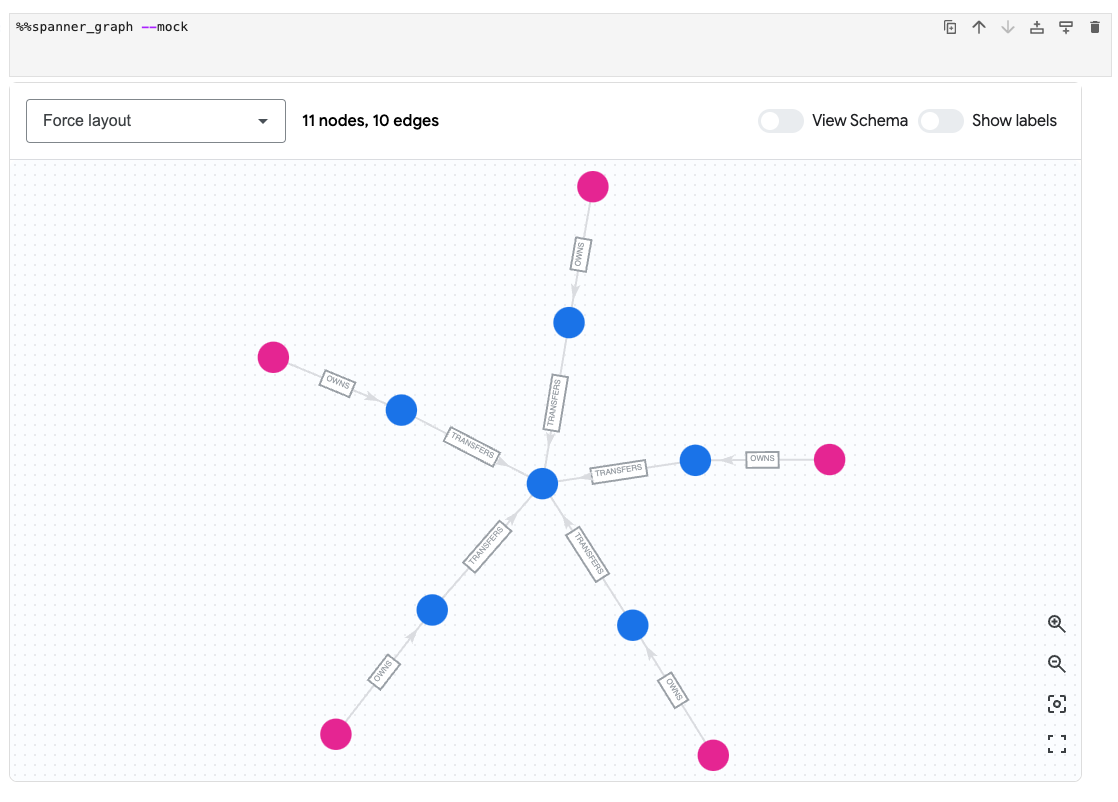 %%spanner_graph --mock
Force layout
11 nodes, 10 edges
View Schema
Show labels
OWNS
TRANSFERS
OWNS
TRANSFERS
TRANSFERS
OWNS
TRANSFERS
TRANSFERS
OWNS
OWNS